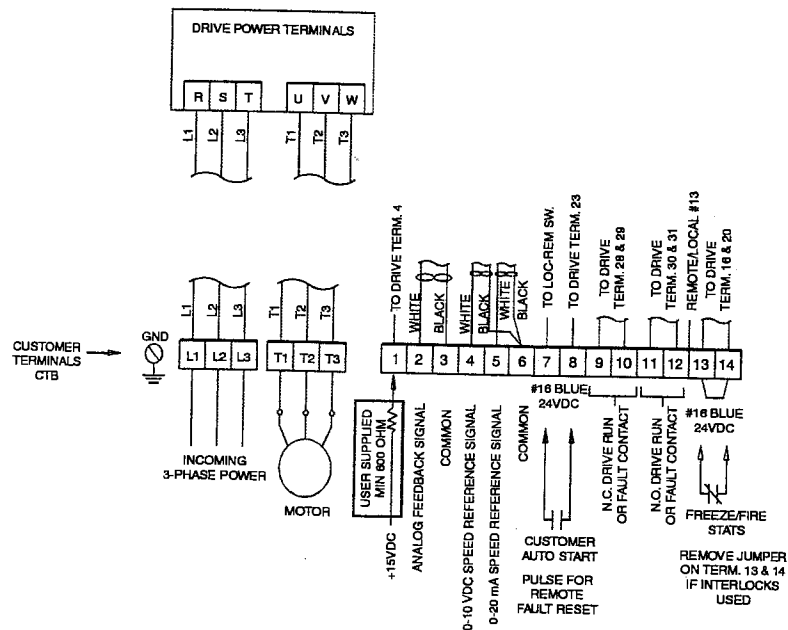 DRIVE POWER TERMINALS
R S T U V W
L1 L2 L3 T1 T2 T3
L1 L2 L3 T1 T2 T3
TO DRIVE TERM. 4
WHITE
BLACK
WHITE
BLACK
WHITE
BLACK
TO LOC-REM SW.
TO DRIVE TERM. 23
TO DRIVE
TERM. 28 & 29
TO DRIVE
TERM. 30 & 31
REMOTE/LOCAL #13
TO DRIVE
TERM. 16 & 20
CUSTOMER
TERMINALS
CTB
GND
L1 L2 L3 T1 T2 T3
1 2 3 4 5 6 7 8 9 10 11 12 13 14
INCOMING
3-PHASE POWER
MOTOR
USER SUPPLIED
MIN 600 OHM
+15VDC
ANALOG FEEDBACK SIGNAL
COMMON
0-10 VDC SPEED REFERENCE SIGNAL
0-20 mA SPEED REFERENCE SIGNAL
COMMON
#16 BLUE
24VDC
CUSTOMER
AUTO START
PULSE FOR
REMOTE
FAULT RESET
N.C. DRIVE RUN
OR FAULT CONTACT
N.O. DRIVE RUN
OR FAULT CONTACT
#16 BLUE
24VDC
FREEZE/FIRE
STATS
REMOVE JUMPER
ON TERM. 13 & 14
IF INTERLOCKS
USED